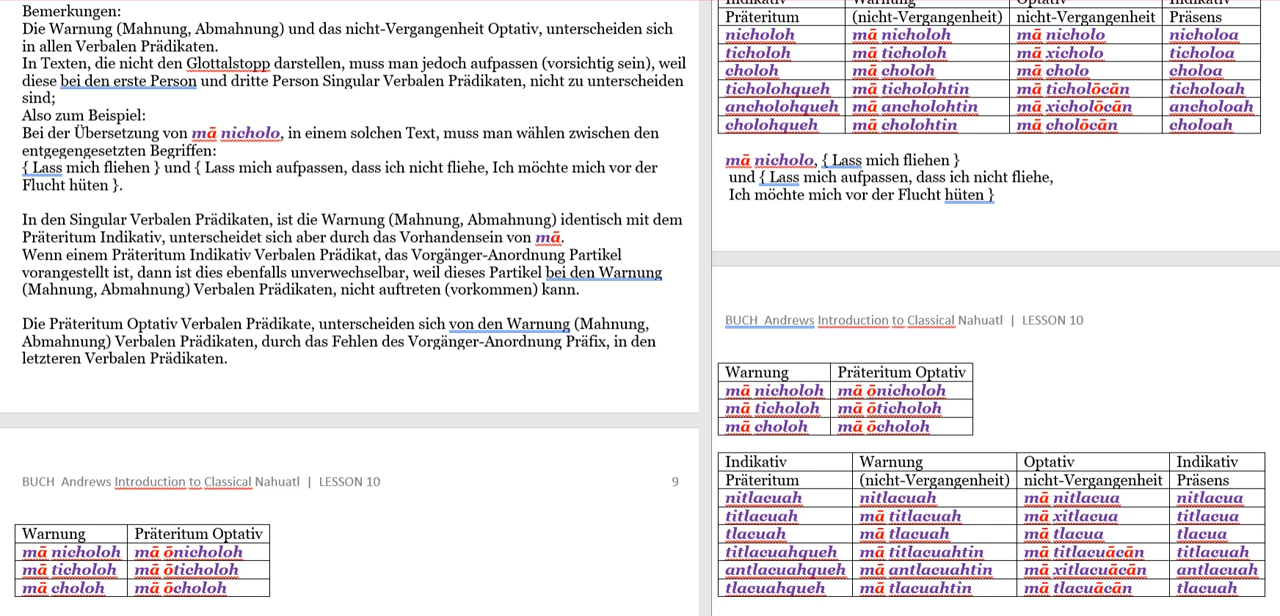 Bemerkungen:
Die Warnung (Mahnung, Abmahnung) und das nicht-Vergangenheit Optativ, unterscheiden sich
in allen Verbalen Prädikaten.
In Texten, die nicht den Glottalstopp darstellen, muss man jedoch aufpassen (vorsichtig sein), weil
diese bei den erste Person und dritte Person Singular Verbalen Prädikaten, nicht zu unterscheiden
sind;
Also zum Beispiel:
Bei der Übersetzung von mā nicholo, in einem solchen Text, muss man wählen zwischen den
entgegengesetzten Begriffen:
{ Lass mich fliehen } und { Lass mich aufpassen, dass ich nicht fliehe, Ich möchte mich vor der
Flucht hüten }.
In den Singular Verbalen Prädikaten, ist die Warnung (Mahnung, Abmahnung) identisch mit dem
Präteritum Indikativ, unterscheidet sich aber durch das Vorhandensein von mā.
Wenn einem Präteritum Indikativ Verbalen Prädikat, das Vorgänger-Anordnung Partikel
vorangestellt ist, dann ist dies ebenfalls unverwechselbar, weil dieses Partikel bei den Warnung
(Mahnung, Abmahnung) Verbalen Prädikaten, nicht auftreten (vorkommen) kann.
Die Präteritum Optativ Verbalen Prädikate, unterscheiden sich von den Warnung (Mahnung,
Abmahnung) Verbalen Prädikaten, durch das Fehlen des Vorgänger-Anordnung Präfix, in den
letzteren Verbalen Prädikaten.
BUCH Andrews Introduction to Classical Nahuatl | LESSON 10 9
Warnung Präteritum Optativ
mā nicholoh mā ōnicholoh
mā ticholoh mā ōticholoh
mā choloh mā ōcholoh
Indikativ Warnung Optativ Indikativ
Präteritum (nicht-Vergangenheit) nicht-Vergangenheit Präsens
nicholoh mā nicholoh mā nicholo nicholoa
ticholoh mā ticholoh mā xicholo ticholoa
choloh mā choloh mā cholo choloa
ticholohqueh mā ticholohtin mā ticholōcān ticholoah
ancholohqueh mā ancholohtin mā xicholōcān ancholoah
cholohqueh mā cholohtin mā cholōcān choloah
mā nicholo, { Lass mich fliehen }
und { Lass mich aufpassen, dass ich nicht fliehe,
Ich möchte mich vor der Flucht hüten }
BUCH Andrews Introduction to Classical Nahuatl | LESSON 10
Warnung Präteritum Optativ
mā nicholoh mā ōnicholoh
mā ticholoh mā ōticholoh
mā choloh mā ōcholoh
Indikativ Warnung Optativ Indikativ
Präteritum (nicht-Vergangenheit) nicht-Vergangenheit Präsens
nitlacuah nitlacuah mā nitlacua nitlacua
titlacuah mā titlacuah mā xitlacua titlacua
tlacuah mā tlacuah mā tlacua tlacua
titlacuahqueh mā titlacuahtin mā titlacuācān titlacuah
antlacuahqueh mā antlacuahtin mā xitlacuācān antlacuah
tlacuahqueh mā tlacuahtin mā tlacuācān tlacuah